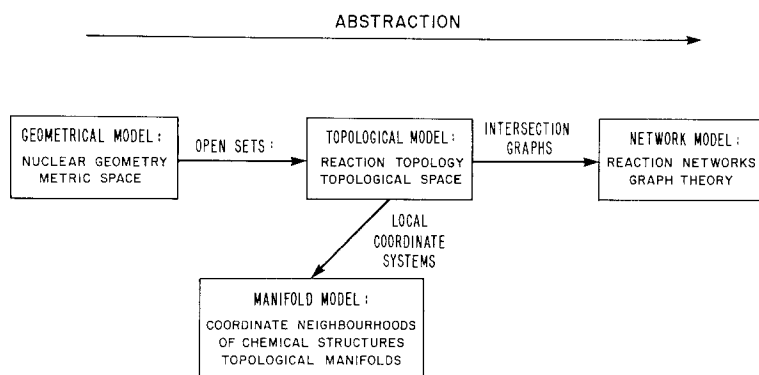 ABSTRACTION
GEOMETRICAL MODEL:
NUCLEAR GEOMETRY
METRIC SPACE
OPEN SETS:
TOPOLOGICAL MODEL:
REACTION TOPOLOGY
TOPOLOGICAL SPACE
INTERSECTION
GRAPHS
NETWORK MODEL:
REACTION NETWORKS
GRAPH THEORY
LOCAL
COORDINATE
SYSTEMS
MANIFOLD MODEL:
COORDINATE NEIGHBOURHOODS
OF CHEMICAL STRUCTURES
TOPOLOGICAL MANIFOLDS